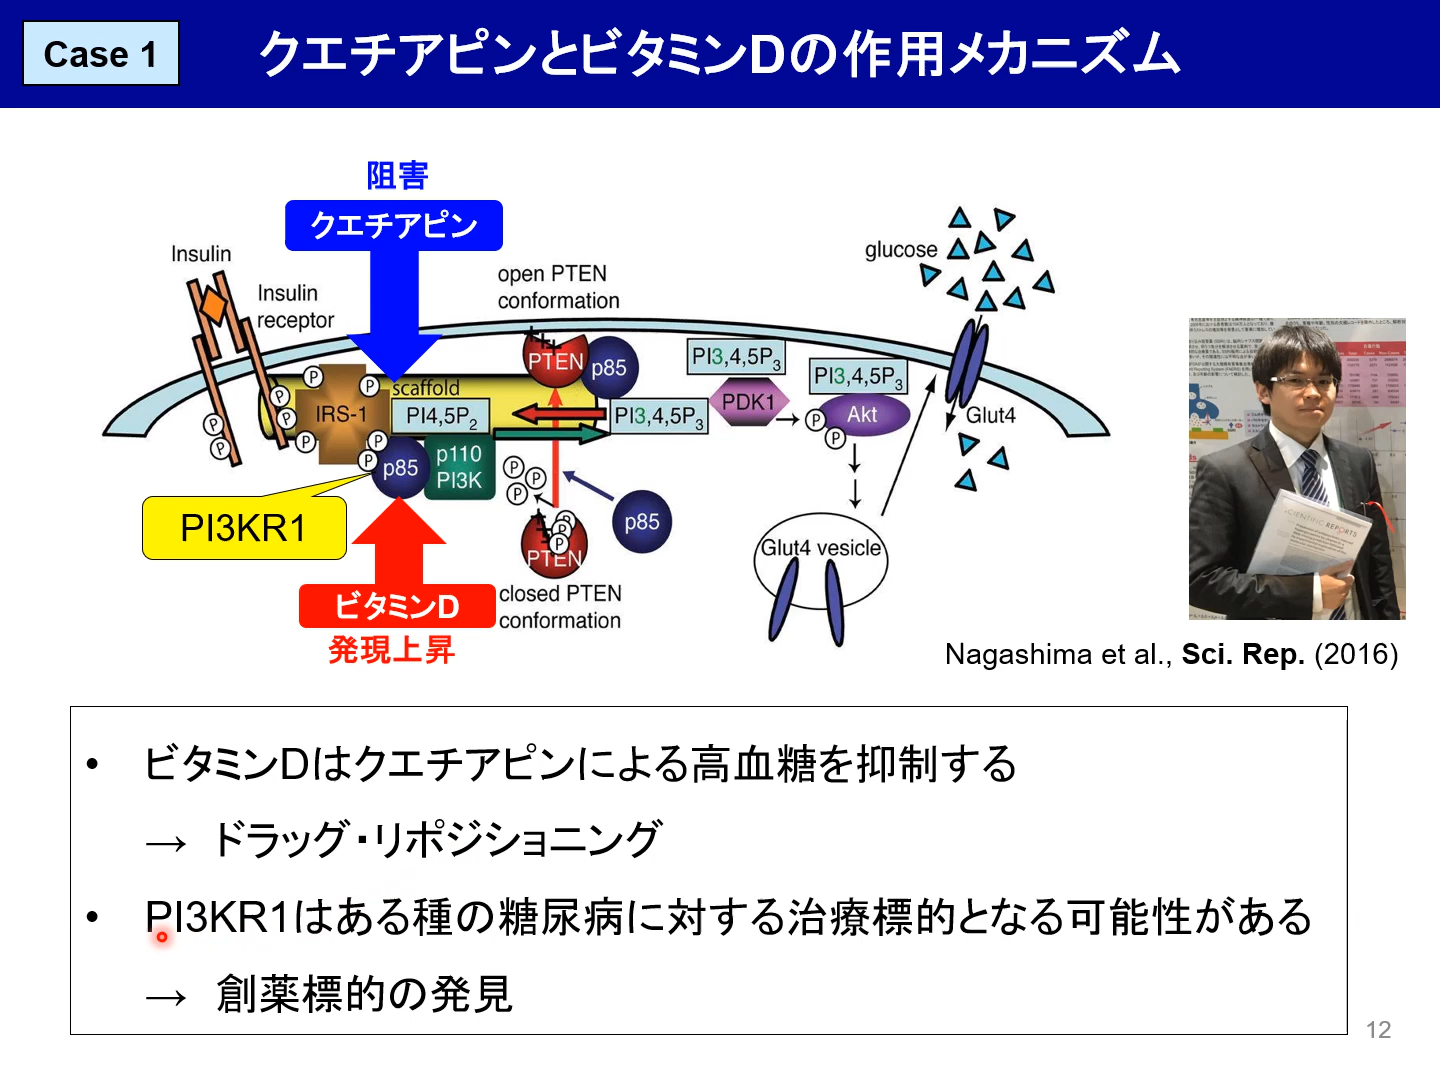 Case 1
クエチアピンとビタミンDの作用メカニズム
阻害
クエチアピン
Insulin
Insulin
receptor
open PTEN
conformation
glucose
PTEN
p85
PI3,4,5P3
PI3,4,5P3
scaffold
IRS-1
PI4,5P2
PI3,4,5P3
PDK1
Akt
Glut4
P
P
P
P
P
P
P
P
P
P
P
p85
p110
PI3K
P
P
P
p85
PI3KR1
P
P
P
PTEN
Glut4 vesicle
closed PTEN
conformation
ビタミンD
発現上昇
SCIENTIFIC REPORTS
Nagashima et al., Sci. Rep. (2016)
• ビタミンDはクエチアピンによる高血糖を抑制する
→ ドラッグ・リポジショニング
• PI3KR1はある種の糖尿病に対する治療標的となる可能性がある
→ 創薬標的の発見
12